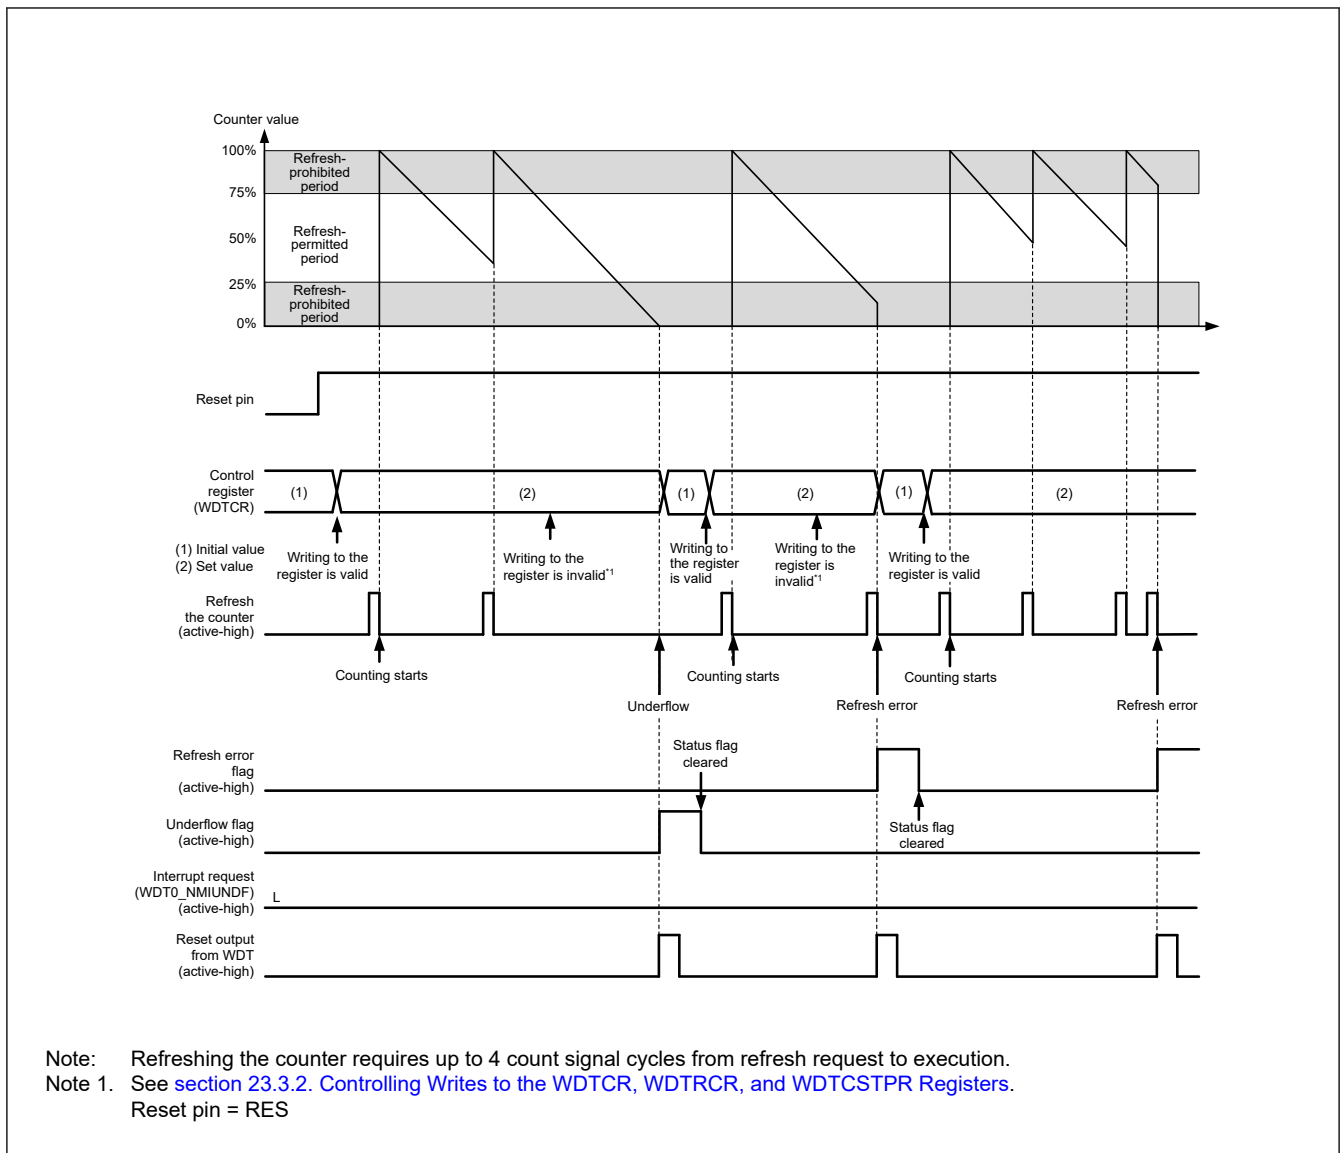 Counter value
100%
Refresh-
prohibited
period
75%
Refresh-
permitted
period
50%
25%
Refresh-
prohibited
period
0%
Reset pin
Control
register
(WDTCR)
(1)
(2)
(1)
(2)
(1)
(2)
(1) Initial value
(2) Set value
Writing to the
register is valid
Writing to the
register is invalid*1
Writing to
the register
is valid
Writing to the
register is
invalid*1
Writing to the
register is valid
Refresh
the counter
(active-high)
Counting starts
Counting starts
Counting starts
Underflow
Refresh error
Refresh error
Refresh error
flag
(active-high)
Status flag
cleared
Underflow flag
(active-high)
Status flag
cleared
Interrupt request
(WDT0_NMIUNDF)
(active-high)
L
Reset output
from WDT
(active-high)
Note: Refreshing the counter requires up to 4 count signal cycles from refresh request to execution.
Note 1. See section 23.3.2. Controlling Writes to the WDTCR, WDTRCR, and WDTCSTPR Registers.
Reset pin = RES